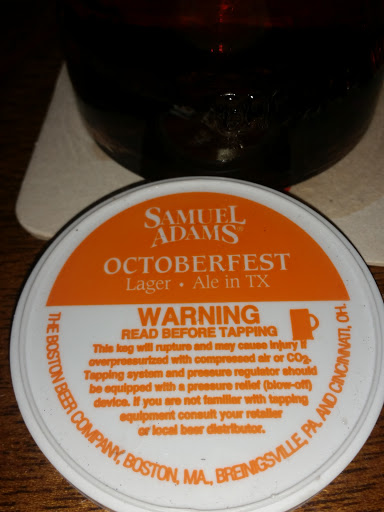 SAMUEL
ADAMS®
OCTOBERFEST
Lager • Ale in TX
WARNING
READ BEFORE TAPPING
This keg will rupture and may cause injury if
overpressurized with compressed air or CO2.
Tapping system and pressure regulator should
be equipped with a pressure relief (blow-off)
device. If you are not familiar with tapping
equipment consult your retailer
or local beer distributor.
THE BOSTON BEER COMPANY, BOSTON, MA., BREINIGSVILLE, PA. AND CINCINNATI, OH.